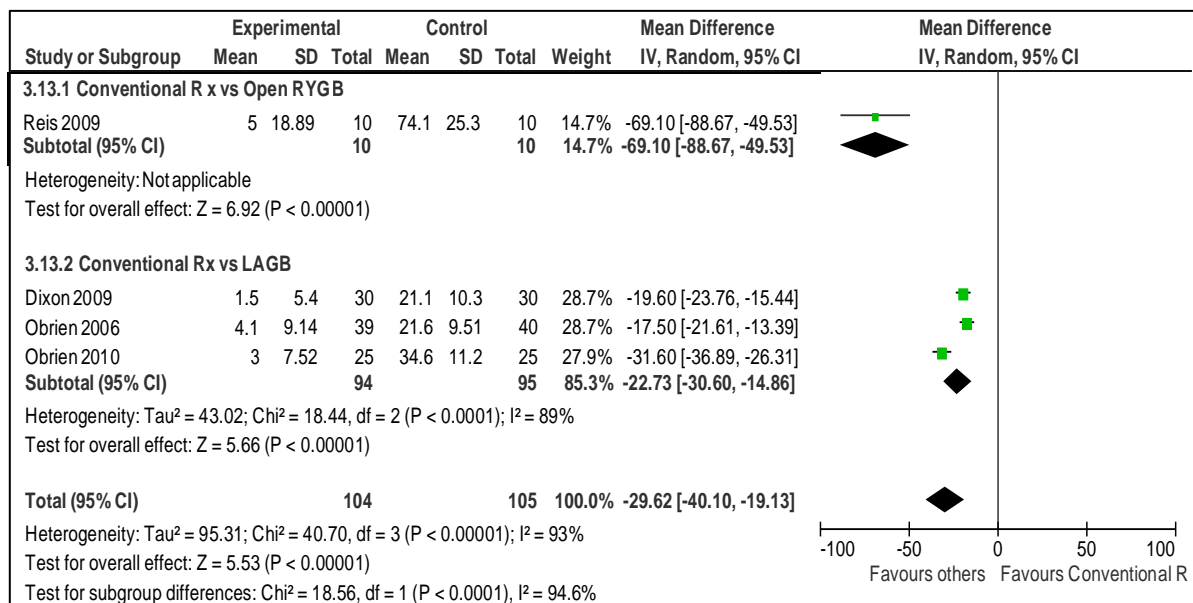 Experimental Control Mean Difference Mean Difference
Study or Subgroup Mean SD Total Mean SD Total Weight IV, Random, 95% CI IV, Random, 95% CI
3.13.1 Conventional R x vs Open RYGB
Reis 2009 5 18.89 10 74.1 25.3 10 14.7% -69.10 [-88.67, -49.53]
Subtotal (95% CI) 10 10 14.7% -69.10 [-88.67, -49.53]
Heterogeneity: Not applicable
Test for overall effect: Z = 6.92 (P < 0.00001)
3.13.2 Conventional Rx vs LAGB
Dixon 2009 1.5 5.4 30 21.1 10.3 30 28.7% -19.60 [-23.76, -15.44]
Obrien 2006 4.1 9.14 39 21.6 9.51 40 28.7% -17.50 [-21.61, -13.39]
Obrien 2010 3 7.52 25 34.6 11.2 25 27.9% -31.60 [-36.89, -26.31]
Subtotal (95% CI) 94 95 85.3% -22.73 [-30.60, -14.86]
Heterogeneity: Tau² = 43.02; Chi² = 18.44, df = 2 (P < 0.0001); I² = 89%
Test for overall effect: Z = 5.66 (P < 0.00001)
Total (95% CI) 104 105 100.0% -29.62 [-40.10, -19.13]
Heterogeneity: Tau² = 95.31; Chi² = 40.70, df = 3 (P < 0.00001); I² = 93%
Test for overall effect: Z = 5.53 (P < 0.00001)
Test for subgroup differences: Chi² = 18.56, df = 1 (P < 0.0001), I² = 94.6%
-100 -50 0 50 100
Favours others Favours Conventional R